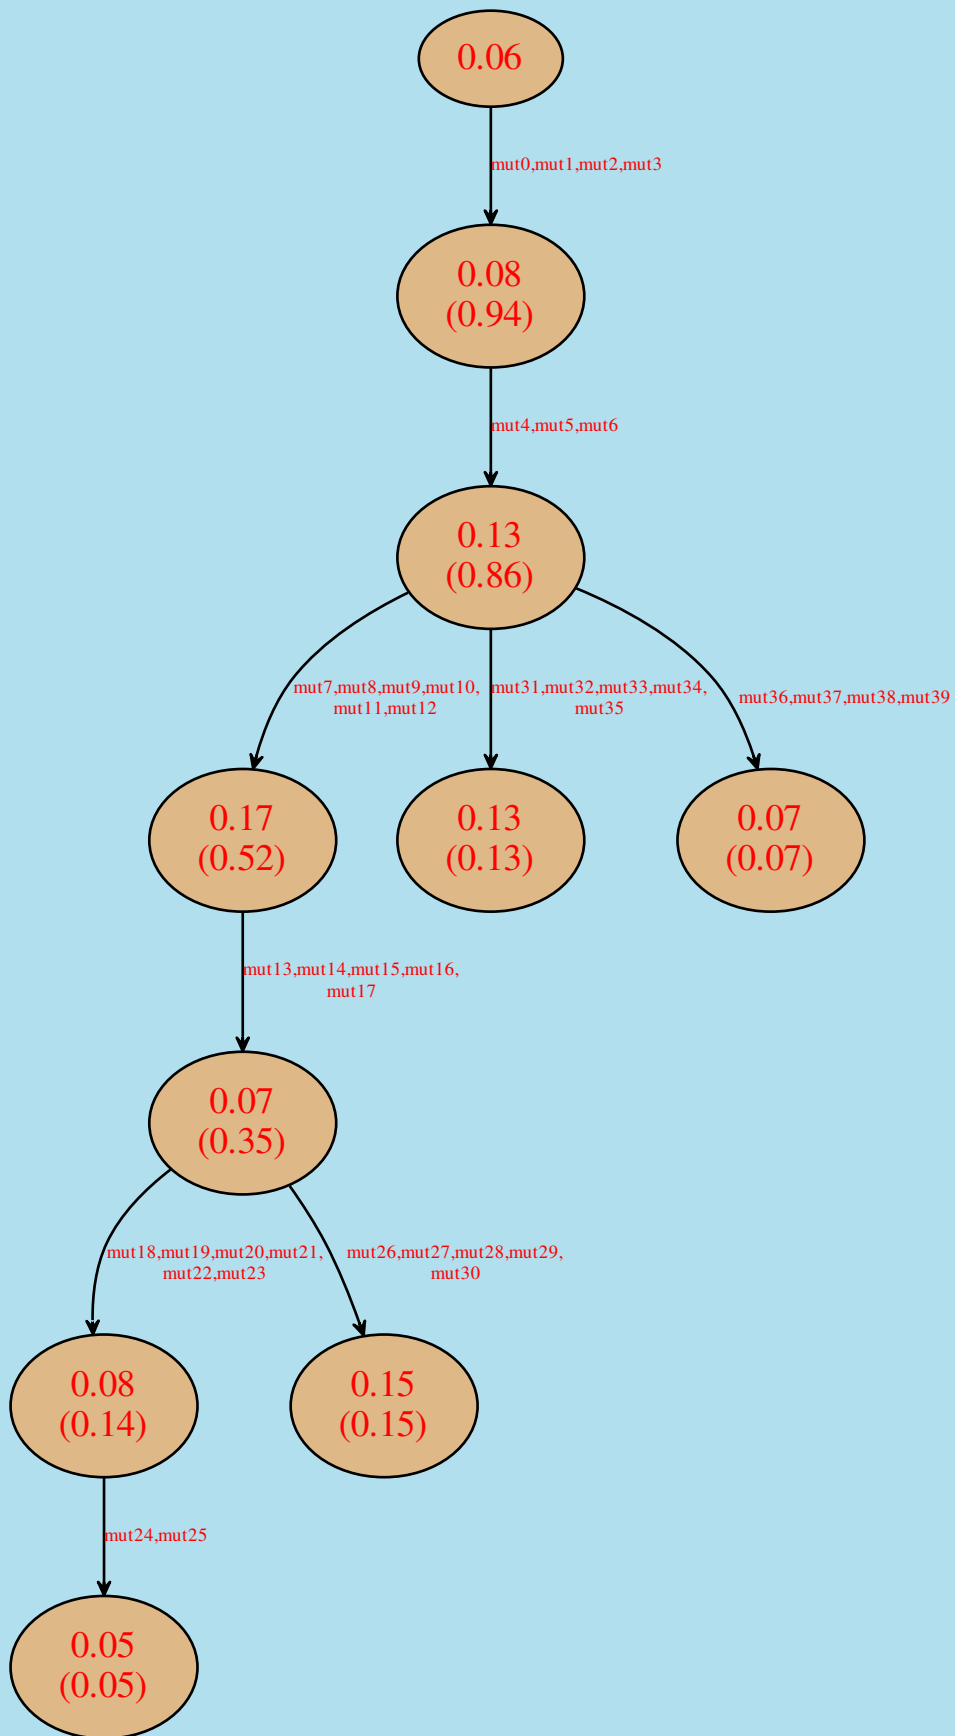 0.06
mut0,mut1,mut2,mut3
0.08
(0.94)
mut4,mut5,mut6
0.13
(0.86)
mut7,mut8,mut9,mut10,
mut11,mut12
mut31,mut32,mut33,mut34,
mut35
mut36,mut37,mut38,mut39
0.17
(0.52)
0.13
(0.13)
0.07
(0.07)
mut13,mut14,mut15,mut16,
mut17
0.07
(0.35)
mut18,mut19,mut20,mut21,
mut22,mut23
mut26,mut27,mut28,mut29,
mut30
0.08
(0.14)
0.15
(0.15)
mut24,mut25
0.05
(0.05)